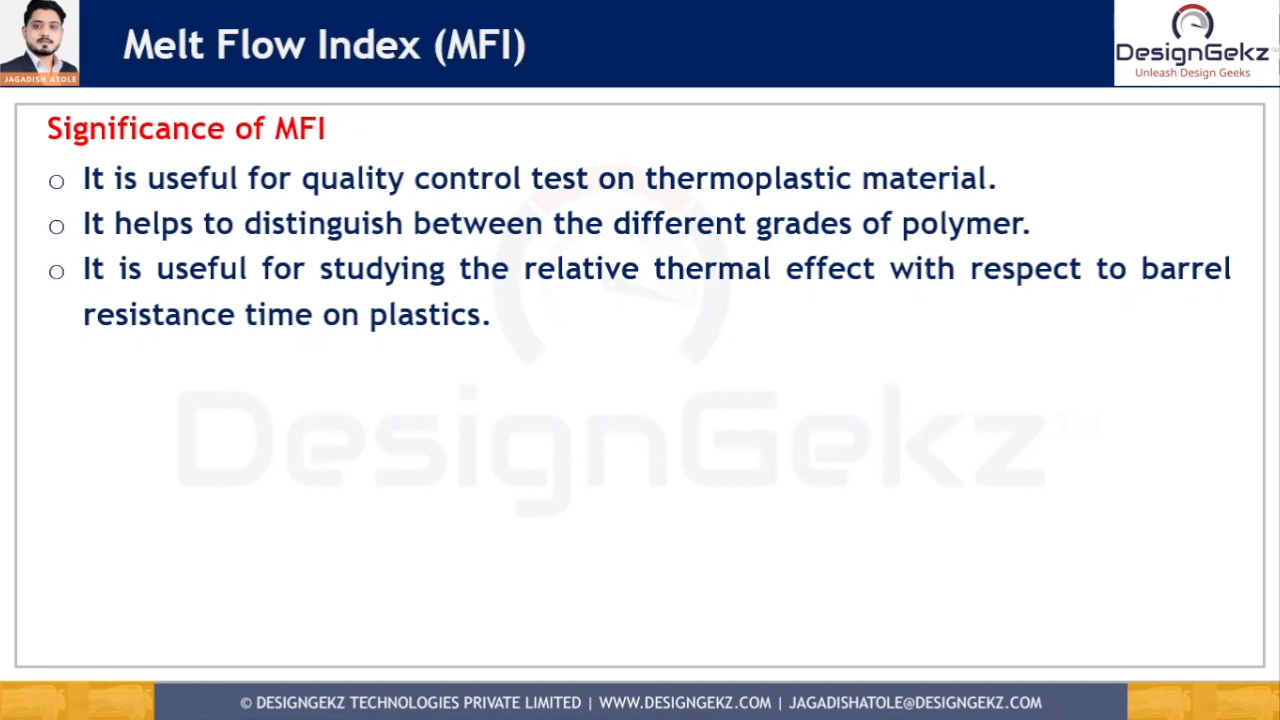 JAGADISH ATOLE
Melt Flow Index (MFI)
DesignGekz™
Unleash Design Geeks
Significance of MFI
○ It is useful for quality control test on thermoplastic material.
○ It helps to distinguish between the different grades of polymer.
○ It is useful for studying the relative thermal effect with respect to barrel
resistance time on plastics.
DesignGekz™
© DESIGNGEKZ TECHNOLOGIES PRIVATE LIMITED | WWW.DESIGNGEKZ.COM | JAGADISHATOLE@DESIGNGEKZ.COM